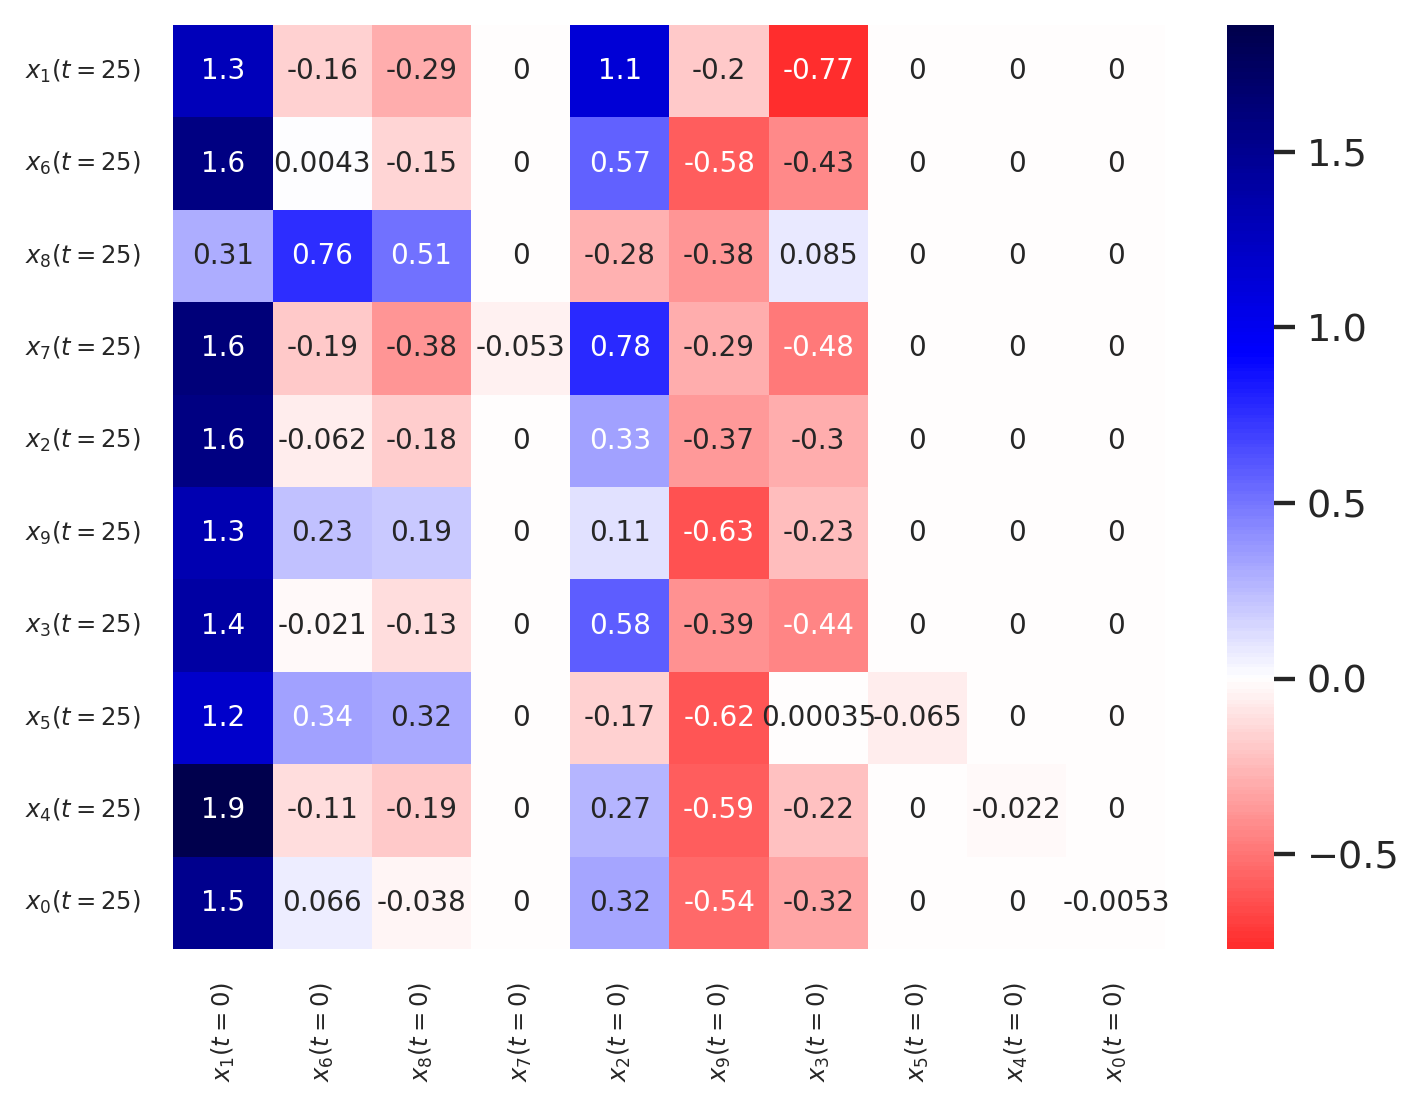 x₁(t = 25) 1.3 -0.16 -0.29 0 1.1 -0.2 -0.77 0 0 0
x₆(t = 25) 1.6 0.0043 -0.15 0 0.57 -0.58 -0.43 0 0 0
x₈(t = 25) 0.31 0.76 0.51 0 -0.28 -0.38 0.085 0 0 0
x₇(t = 25) 1.6 -0.19 -0.38 -0.053 0.78 -0.29 -0.48 0 0 0
x₂(t = 25) 1.6 -0.062 -0.18 0 0.33 -0.37 -0.3 0 0 0
x₉(t = 25) 1.3 0.23 0.19 0 0.11 -0.63 -0.23 0 0 0
x₃(t = 25) 1.4 -0.021 -0.13 0 0.58 -0.39 -0.44 0 0 0
x₅(t = 25) 1.2 0.34 0.32 0 -0.17 -0.62 0.00035 -0.065 0 0
x₄(t = 25) 1.9 -0.11 -0.19 0 0.27 -0.59 -0.22 0 -0.022 0
x₀(t = 25) 1.5 0.066 -0.038 0 0.32 -0.54 -0.32 0 0 -0.0053
x₁(t = 0)
x₆(t = 0)
x₈(t = 0)
x₇(t = 0)
x₂(t = 0)
x₉(t = 0)
x₃(t = 0)
x₅(t = 0)
x₄(t = 0)
x₀(t = 0)
1.5
1.0
0.5
0.0
−0.5